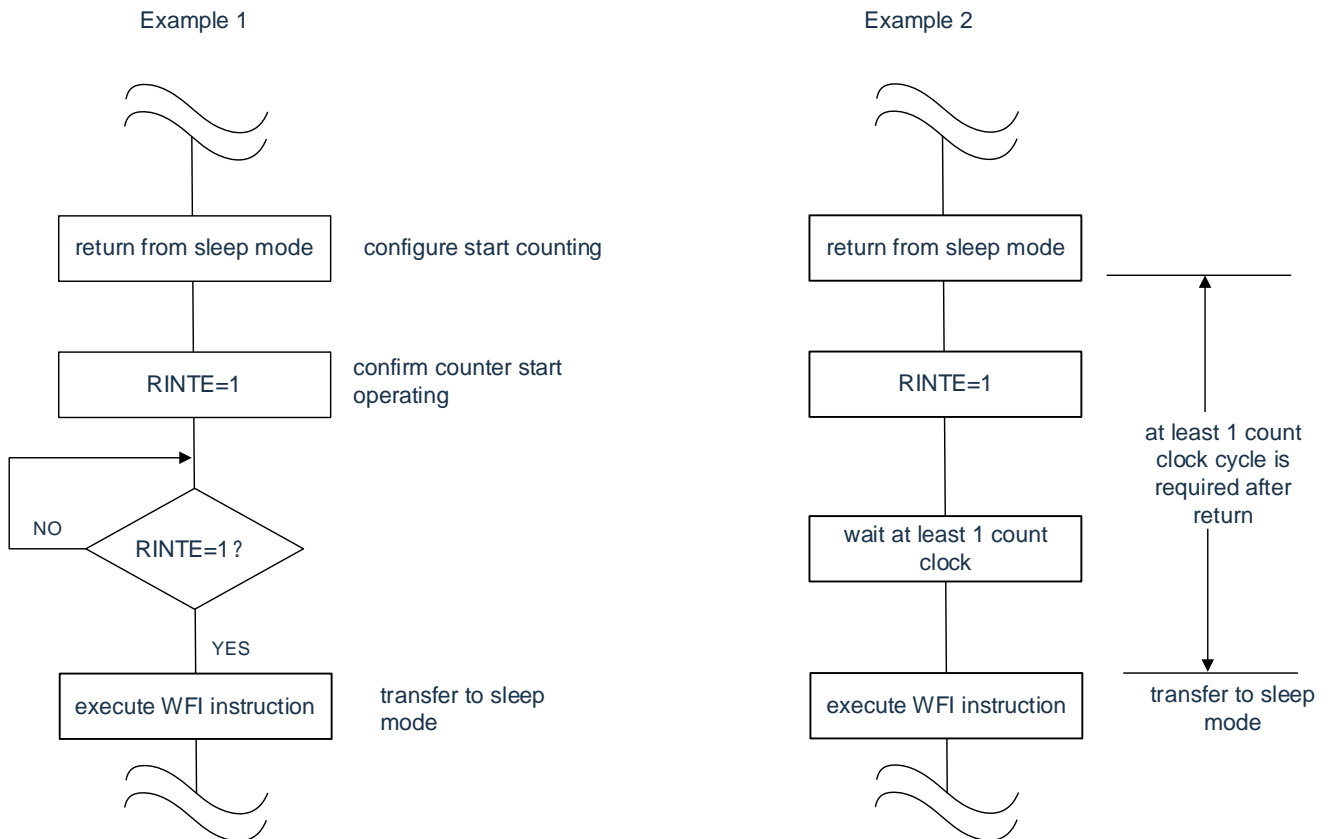 Example 1
return from sleep mode
configure start counting
RINTE=1
confirm counter start
operating
NO
RINTE=1?
YES
execute WFI instruction
transfer to sleep
mode
Example 2
return from sleep mode
RINTE=1
at least 1 count
clock cycle is
required after
return
wait at least 1 count
clock
execute WFI instruction
transfer to sleep
mode